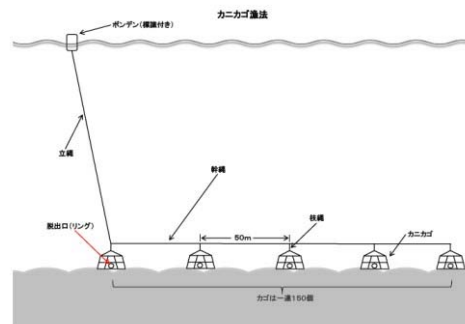 カニカゴ漁法
ボンデン(標識付き)
立縄
幹縄
脱出口(リング)
50m
枝縄
カニカゴ
カゴは一連150個